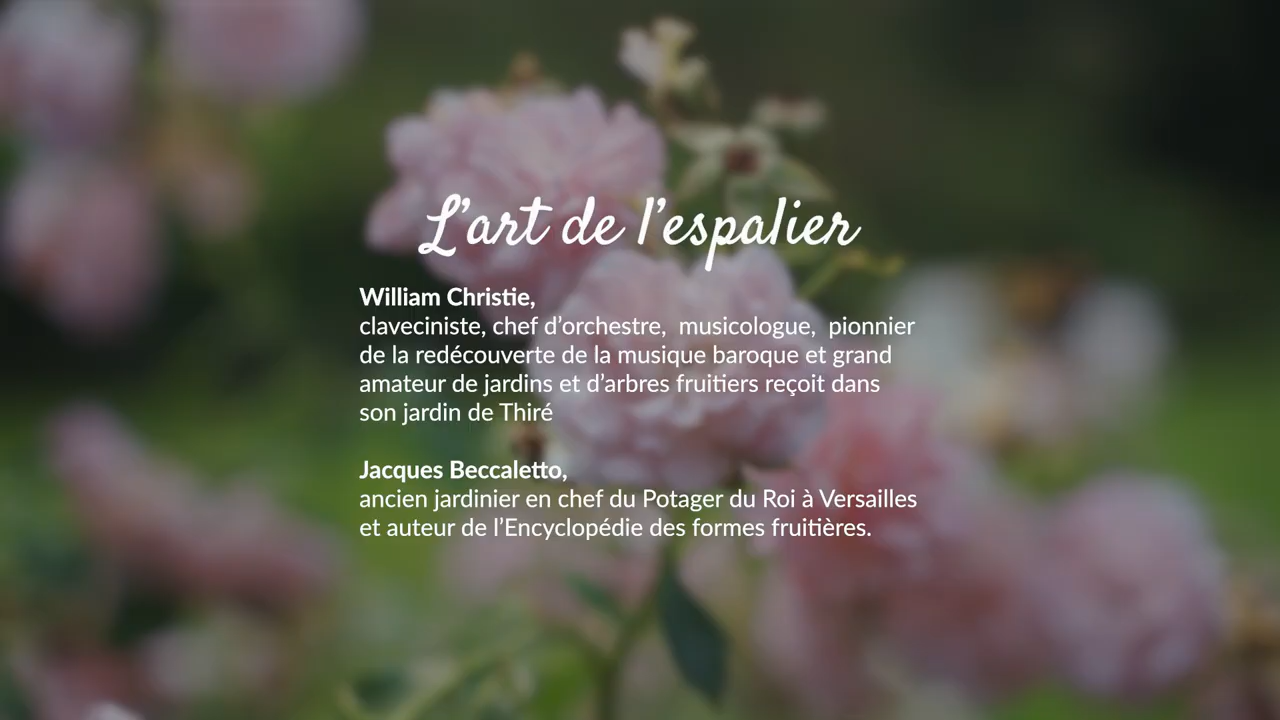 L'art de l'espalier
William Christie,
claveciniste, chef d'orchestre, musicologue, pionnier
de la redécouverte de la musique baroque et grand
amateur de jardins et d'arbres fruitiers reçoit dans
son jardin de Thiré
Jacques Beccaletto,
ancien jardinier en chef du Potager du Roi à Versailles
et auteur de l'Encyclopédie des formes fruitières.